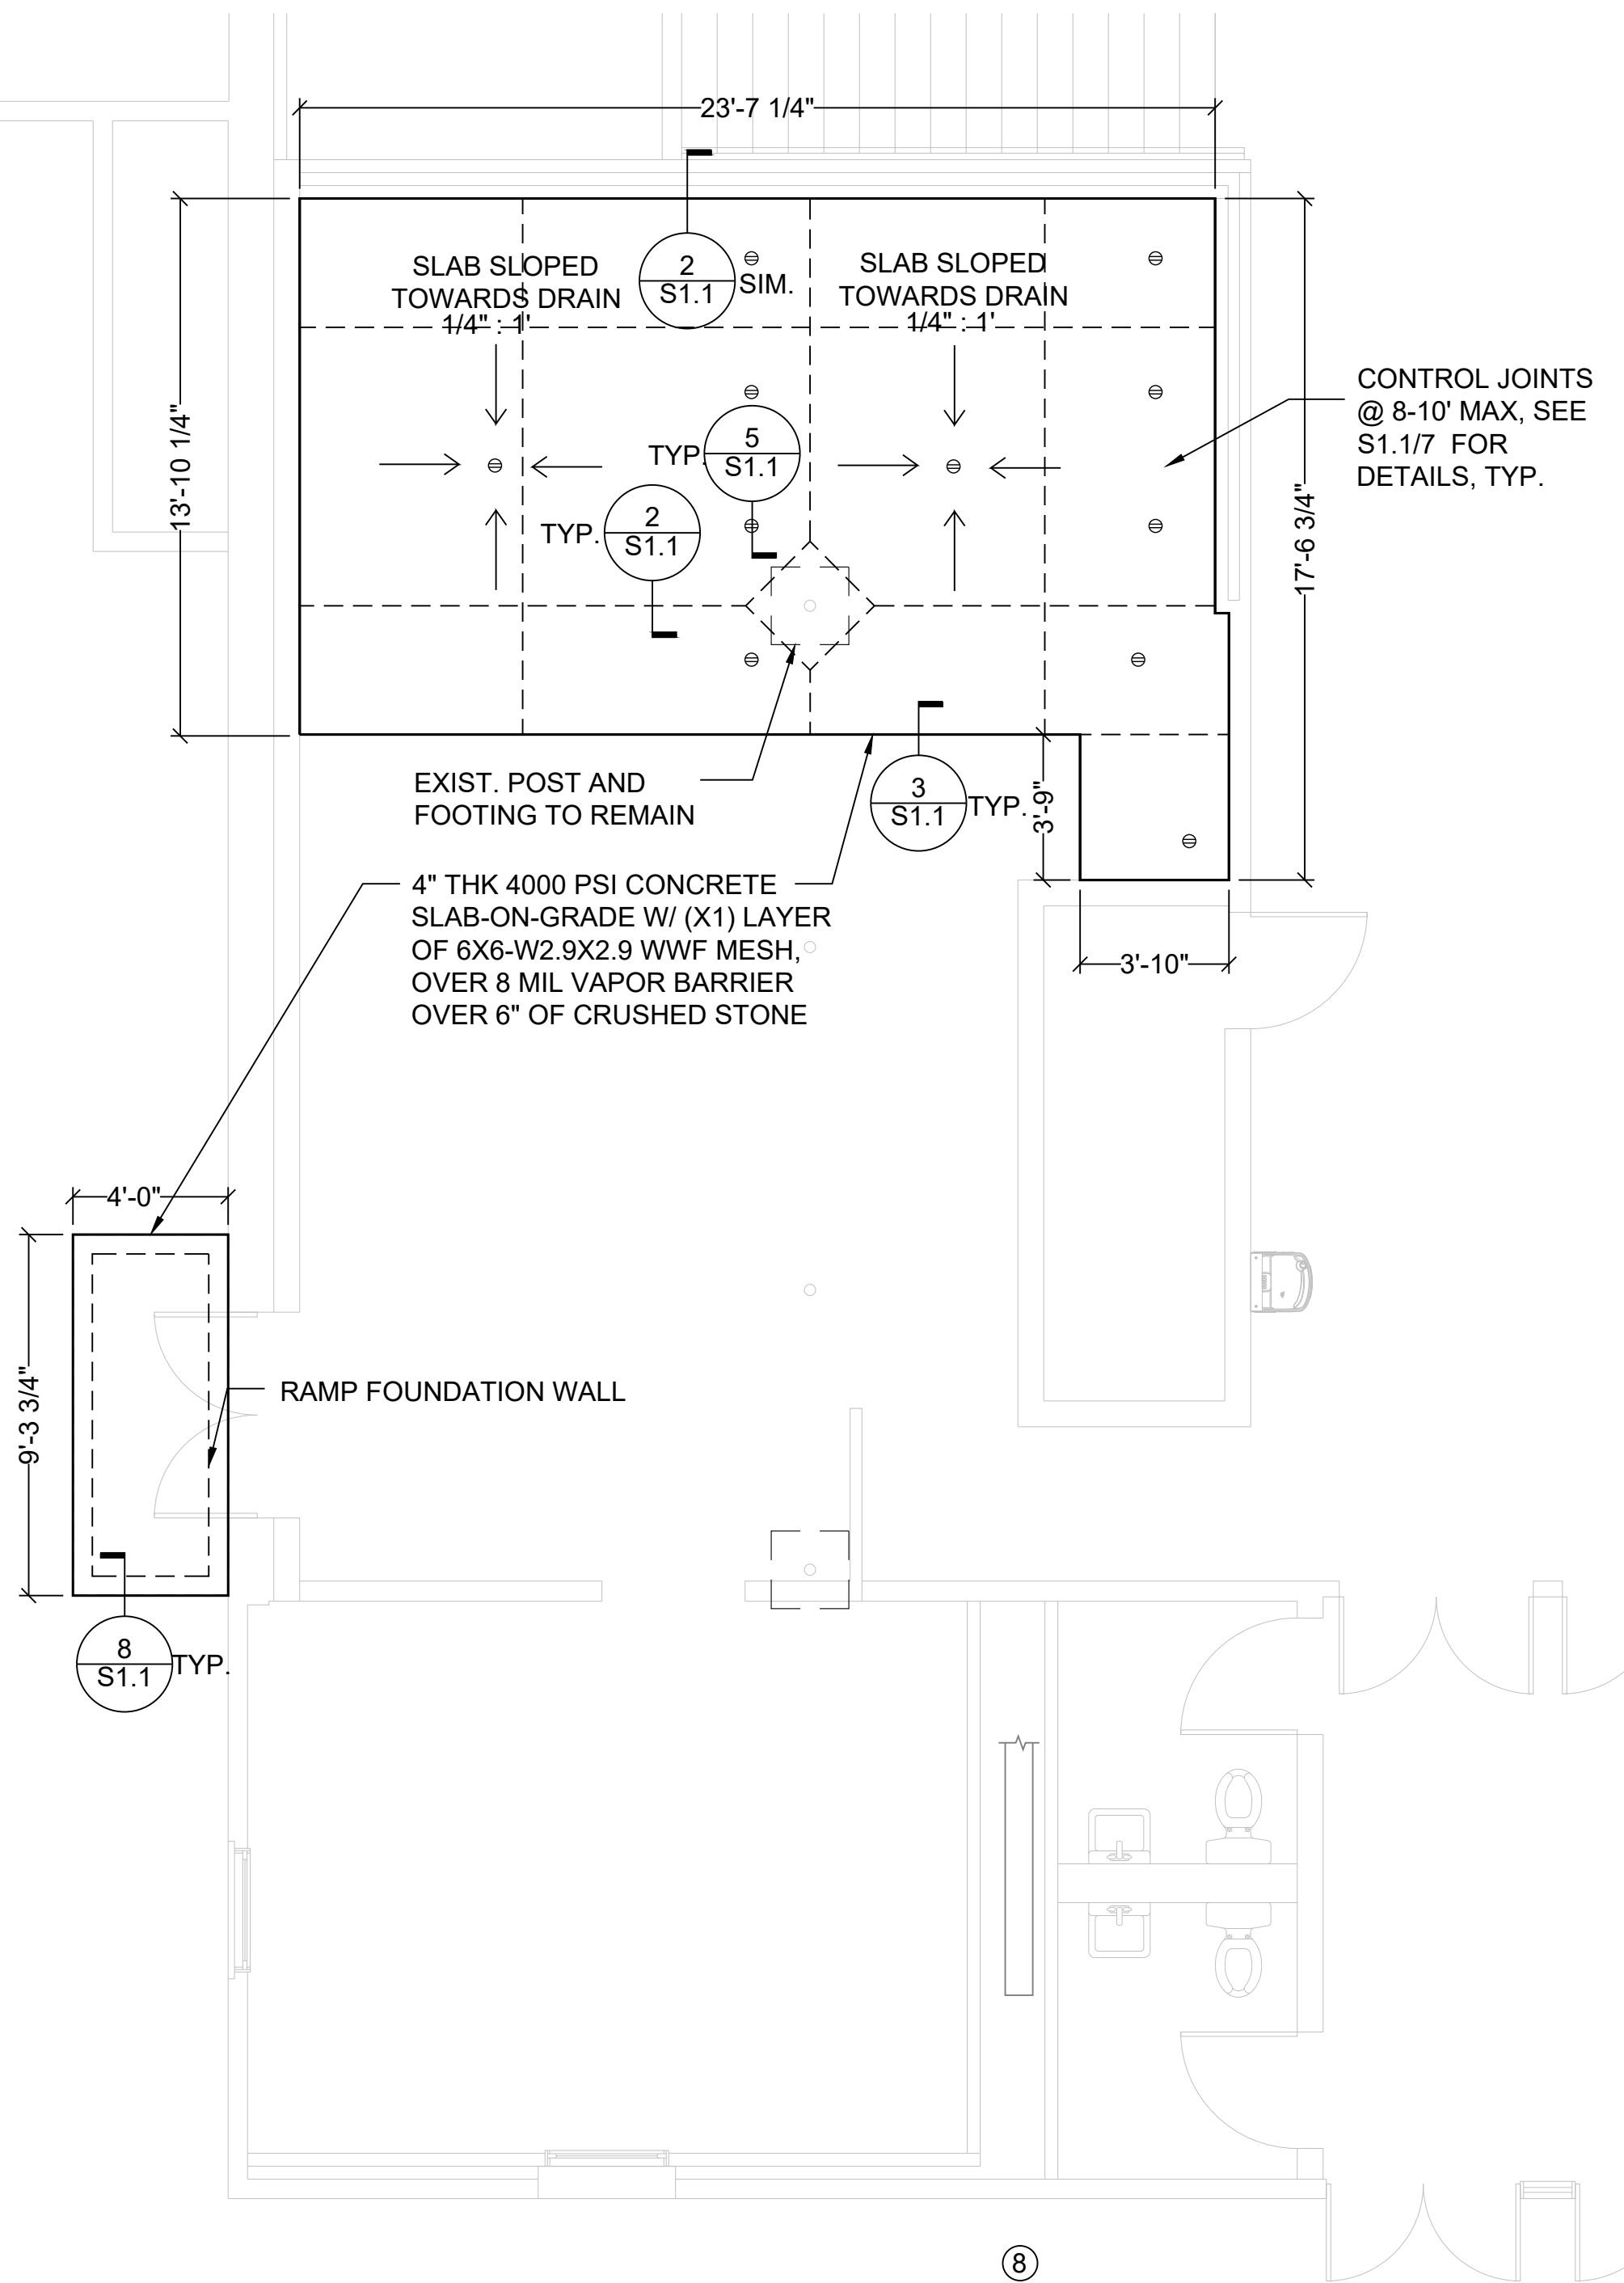 23'-7 1/4"
SLAB SLOPED
TOWARDS DRAIN
1/4" : 1'
2
S1.1
SIM.
SLAB SLOPED
TOWARDS DRAIN
1/4" : 1'
13'-10 1/4"
CONTROL JOINTS
@ 8-10' MAX, SEE
S1.1/7 FOR
DETAILS, TYP.
TYP.
5
S1.1
TYP.
2
S1.1
17'-6 3/4"
EXIST. POST AND
FOOTING TO REMAIN
3
S1.1
TYP.
3'-9"
4" THK 4000 PSI CONCRETE
SLAB-ON-GRADE W/ (X1) LAYER
OF 6X6-W2.9X2.9 WWF MESH,
OVER 8 MIL VAPOR BARRIER
OVER 6" OF CRUSHED STONE
3'-10"
4'-0"
9'-3 3/4"
RAMP FOUNDATION WALL
8
S1.1
TYP.
8